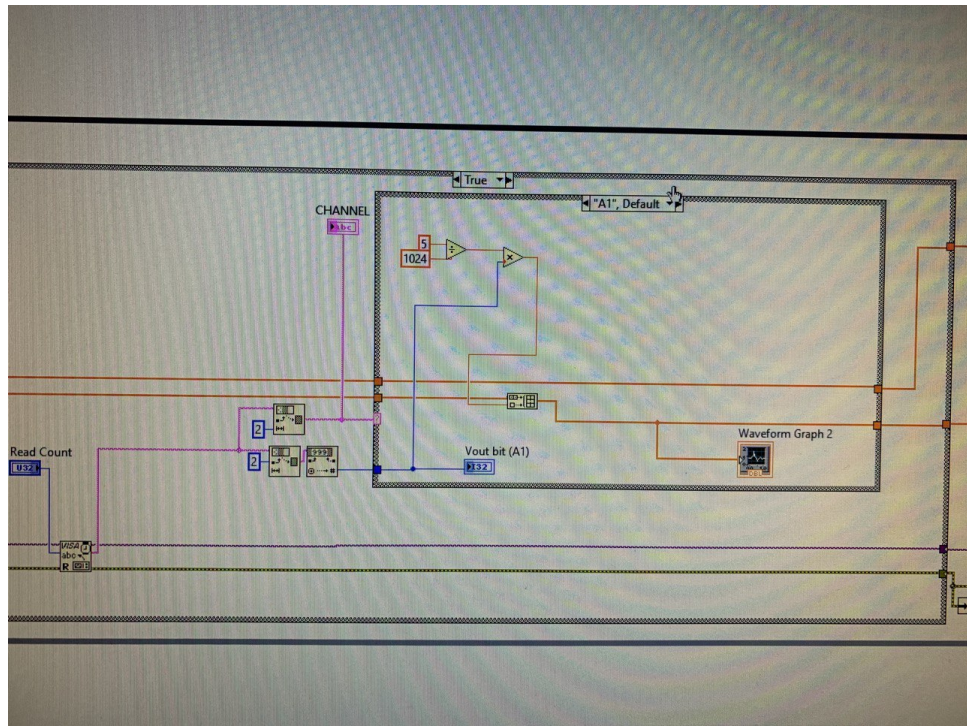 True
"A1", Default
CHANNEL
abc
5
1024
2
2
Read Count
U32
Vout bit (A1)
I32
Waveform Graph 2
VISA
abc
R